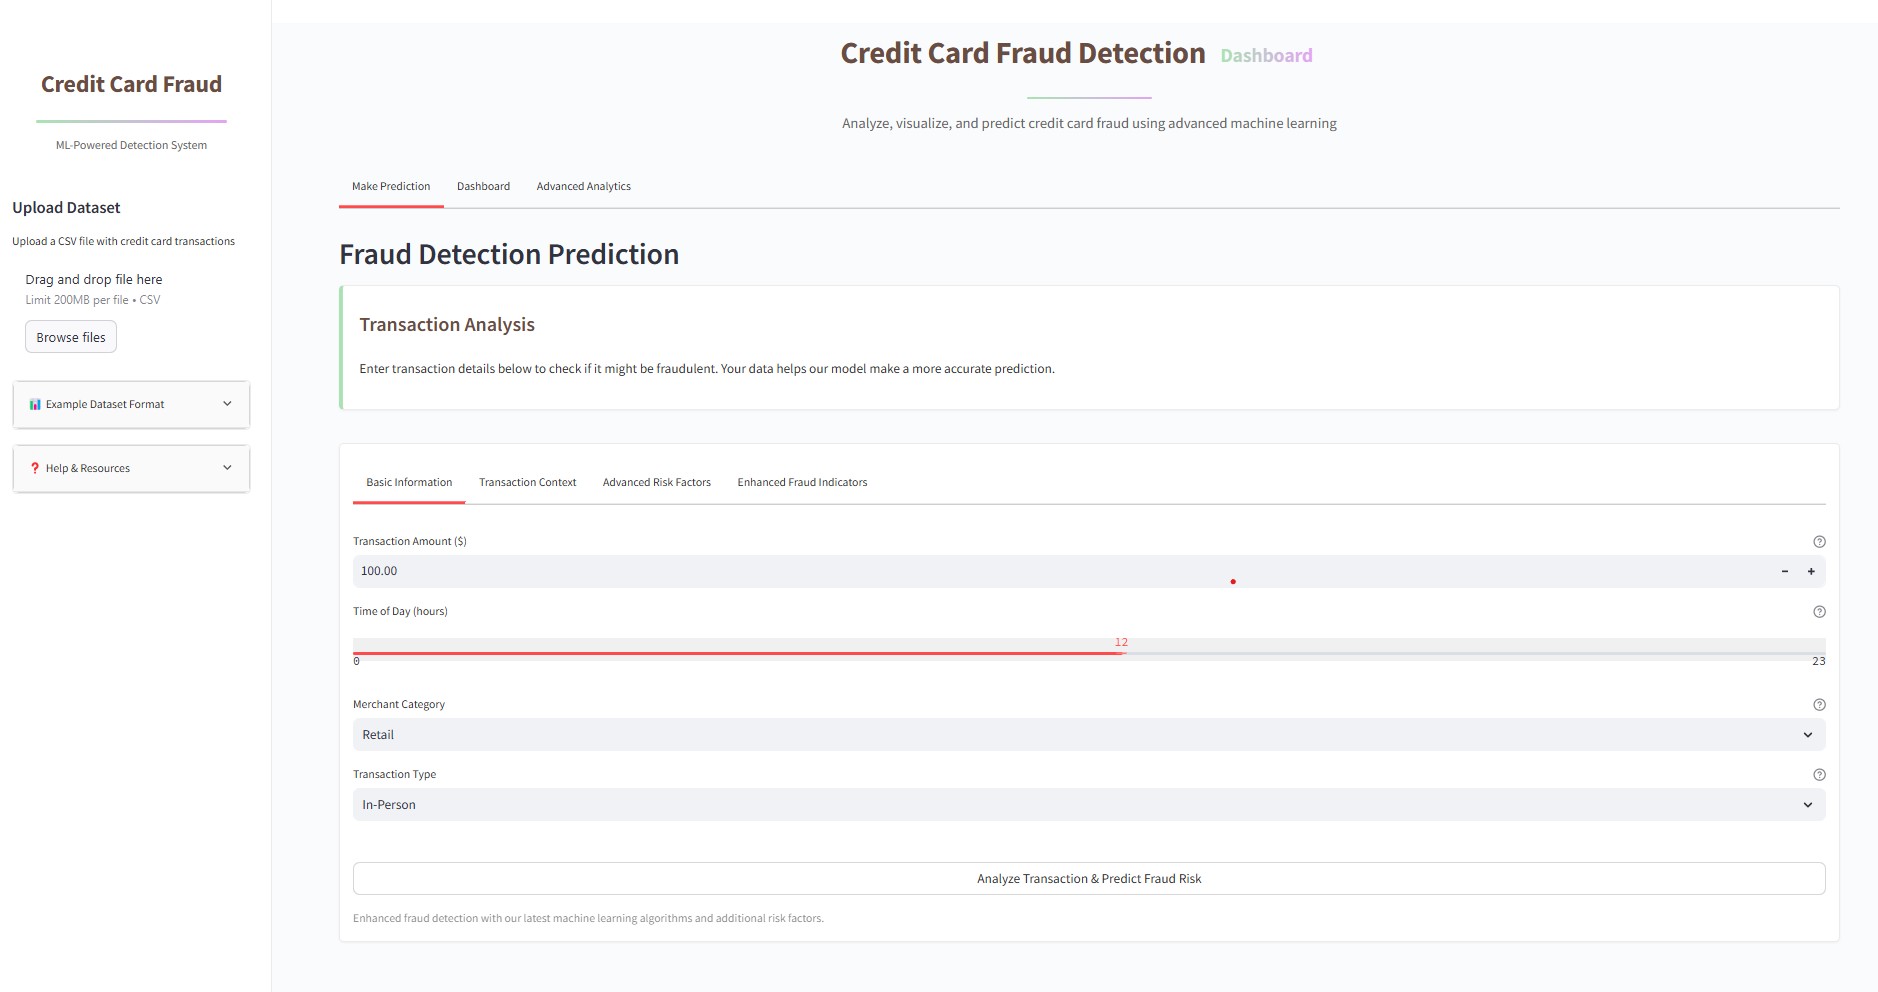 Credit Card Fraud
ML-Powered Detection System
Upload Dataset
Upload a CSV file with credit card transactions
Drag and drop file here
Limit 200MB per file • CSV
Browse files
📊 Example Dataset Format
❓ Help & Resources
Credit Card Fraud Detection Dashboard
Analyze, visualize, and predict credit card fraud using advanced machine learning
Make Prediction Dashboard Advanced Analytics
Fraud Detection Prediction
Transaction Analysis
Enter transaction details below to check if it might be fraudulent. Your data helps our model make a more accurate prediction.
Basic Information Transaction Context Advanced Risk Factors Enhanced Fraud Indicators
Transaction Amount ($)
100.00
Time of Day (hours)
12
0 23
Merchant Category
Retail
Transaction Type
In-Person
Analyze Transaction & Predict Fraud Risk
Enhanced fraud detection with our latest machine learning algorithms and additional risk factors.